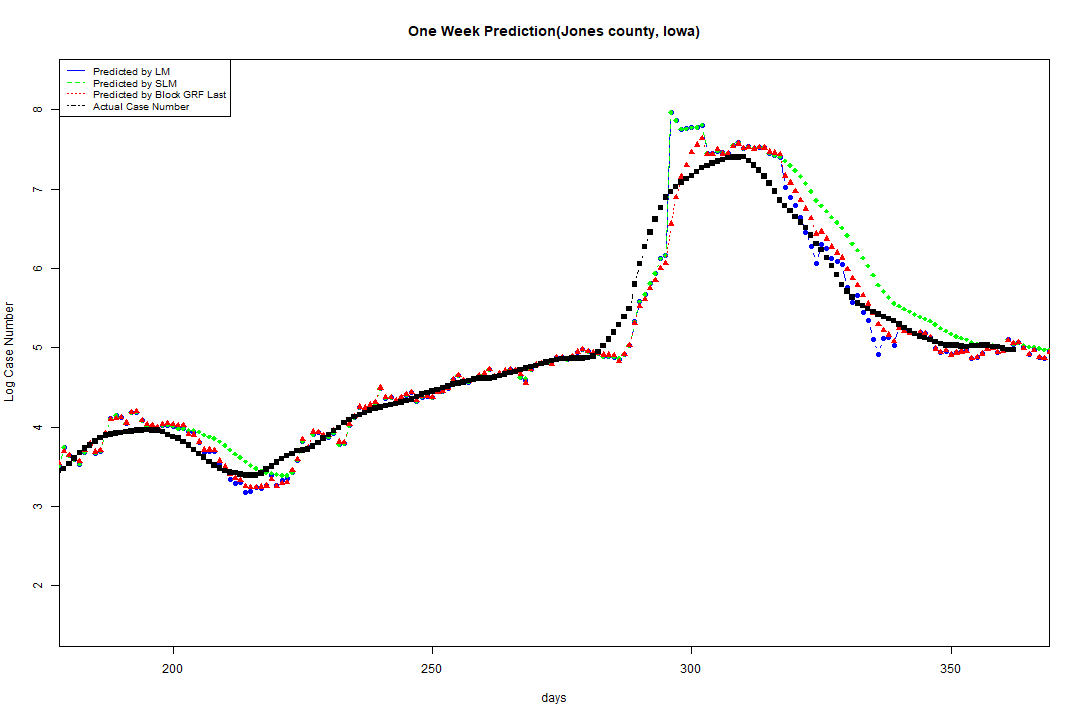 One Week Prediction(Jones county, Iowa)
Predicted by LM
Predicted by SLM
Predicted by Block GRF Last
Actual Case Number
8
7
6
5
4
3
2
Log Case Number
200 250 300 350
days